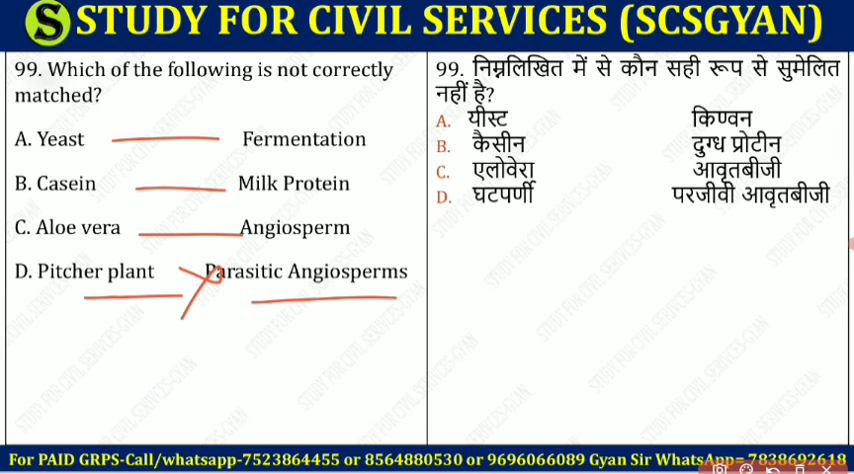 S STUDY FOR CIVIL SERVICES (SCSGYAN)
99. Which of the following is not correctly
matched?
A. Yeast Fermentation
B. Casein Milk Protein
C. Aloe vera Angiosperm
D. Pitcher plant Parasitic Angiosperms
99. निम्नलिखित में से कौन सही रूप से सुमेलित
नहीं है?
A. यीस्ट किण्वन
B. कैसीन दुग्ध प्रोटीन
C. एलोवेरा आवृतबीजी
D. घटपर्णी परजीवी आवृतबीजी
For PAID GRPS-Call/whatsapp-7523864455 or 8564880530 or 9696066089 Gyan Sir WhatsApp= 7838692618